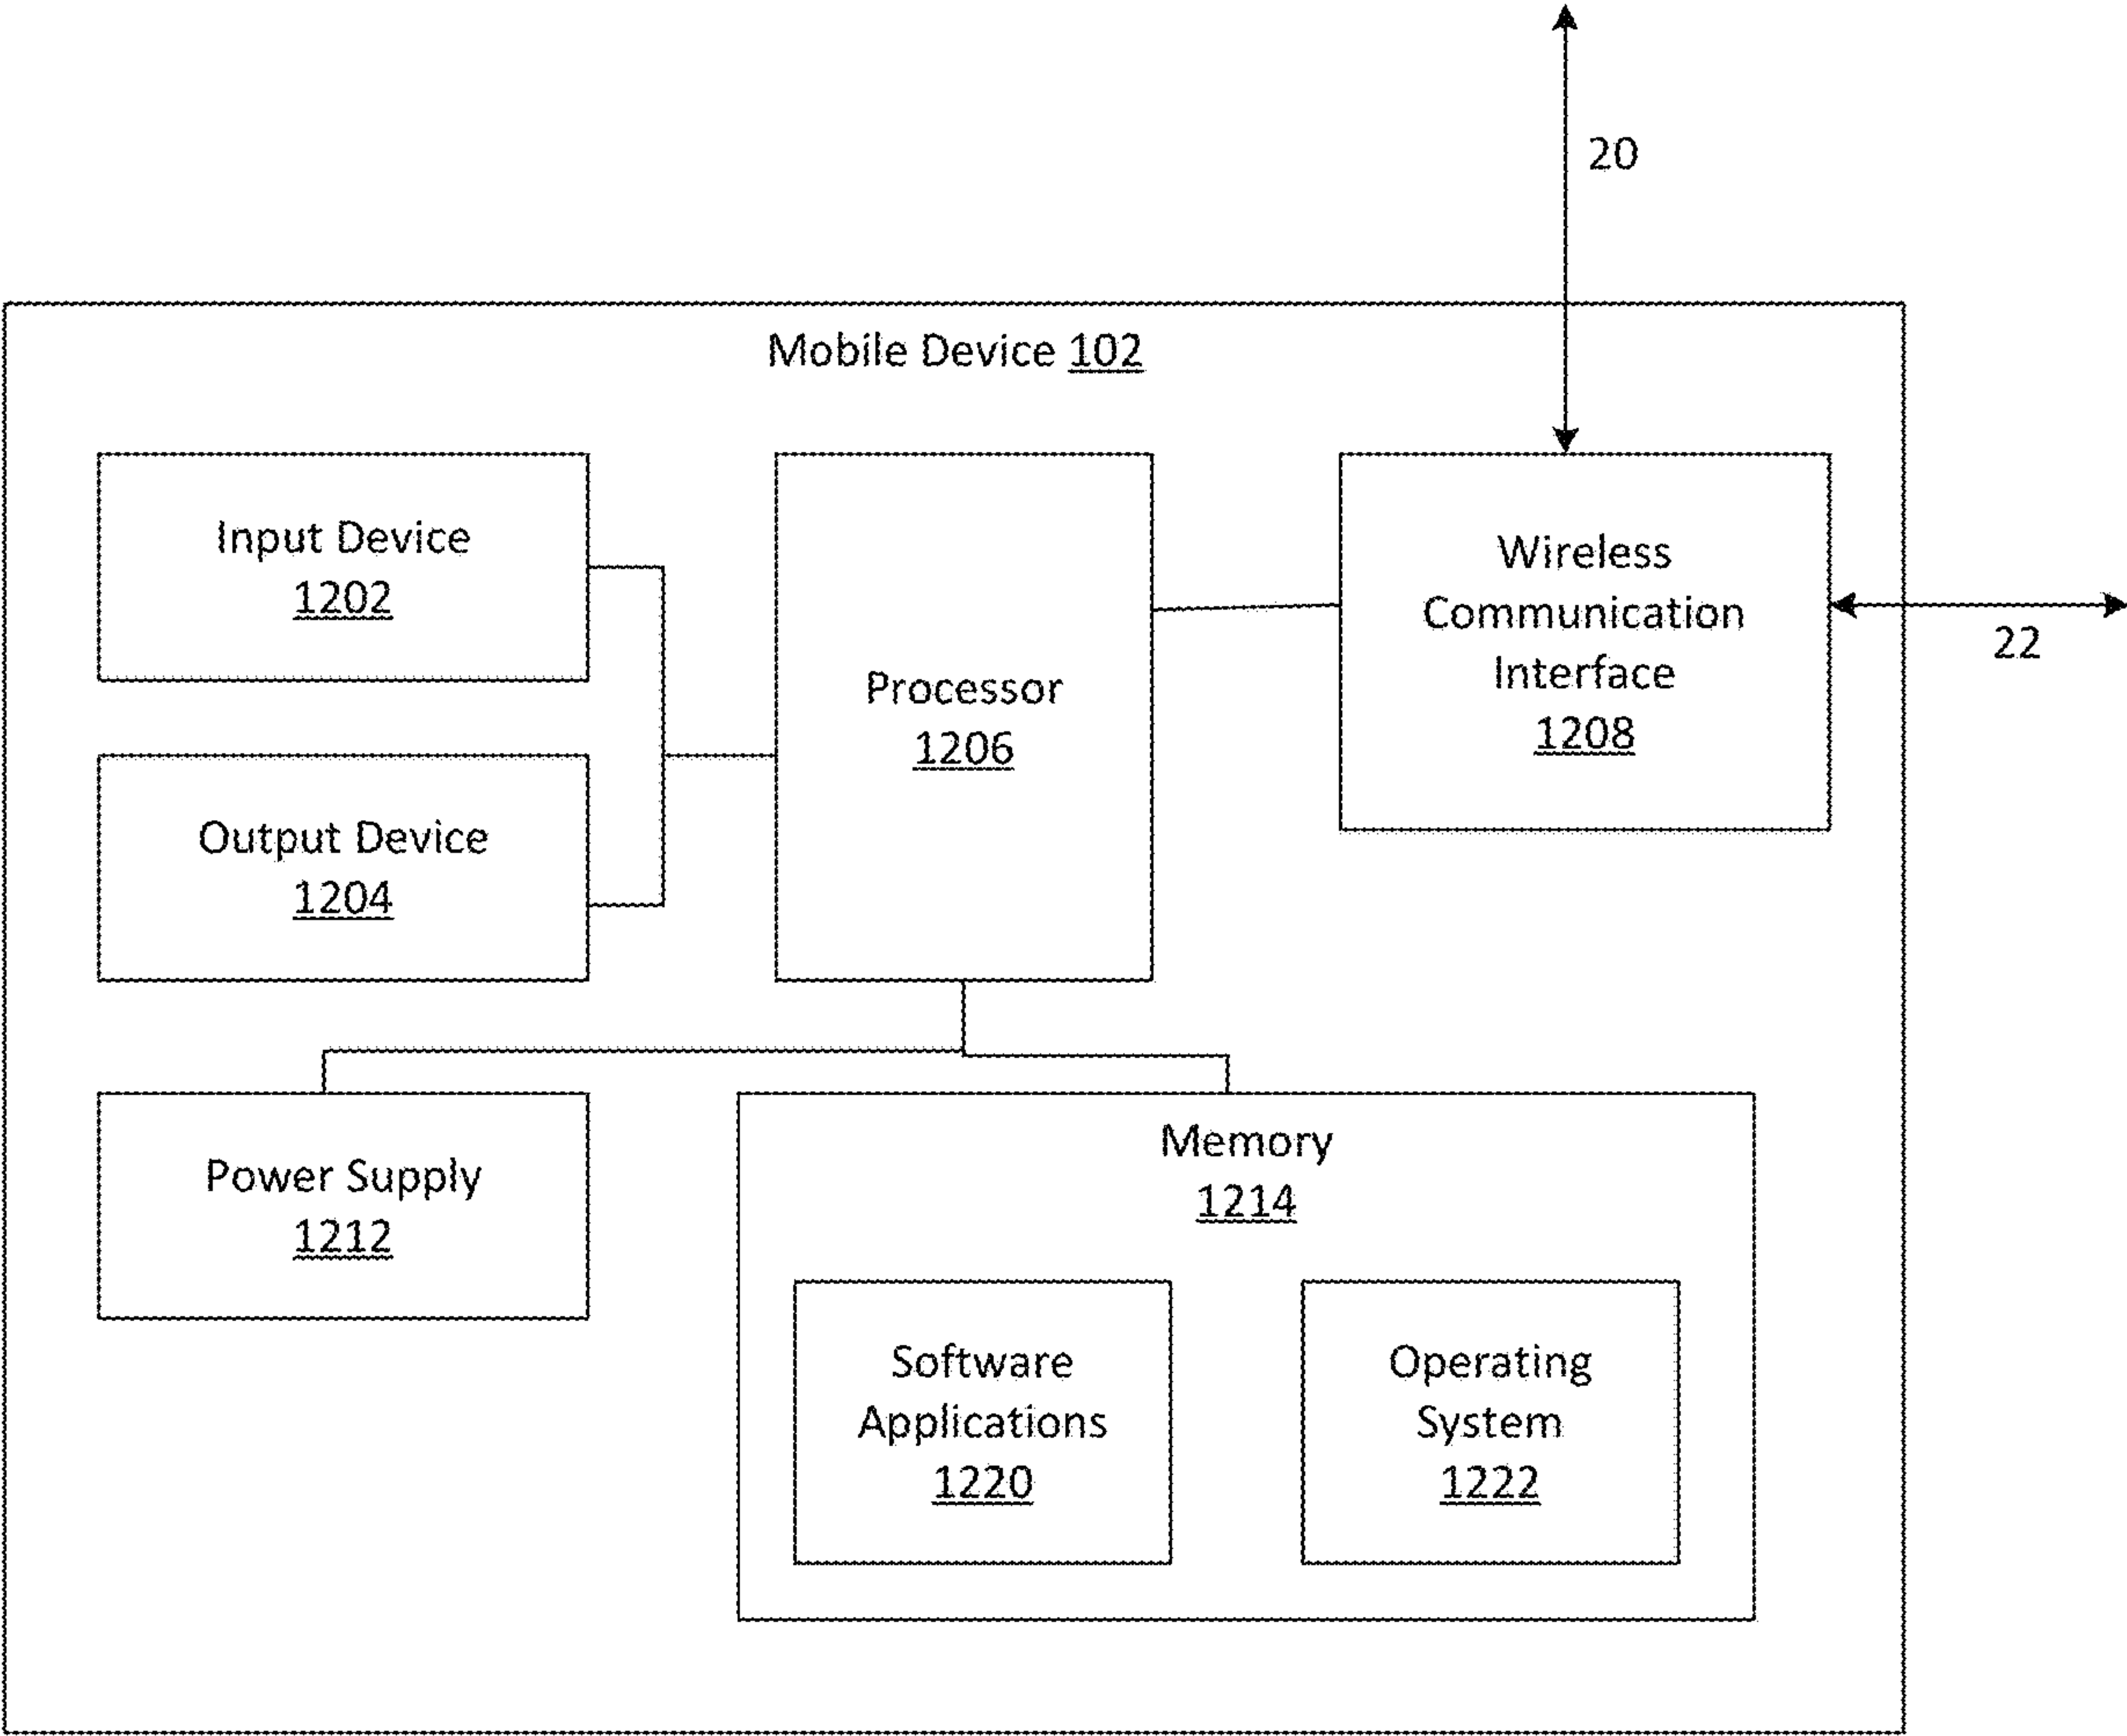 20
Mobile Device 102
Input Device
1202
Output Device
1204
Processor
1206
Wireless
Communication
Interface
1208
22
Power Supply
1212
Memory
1214
Software
Applications
1220
Operating
System
1222